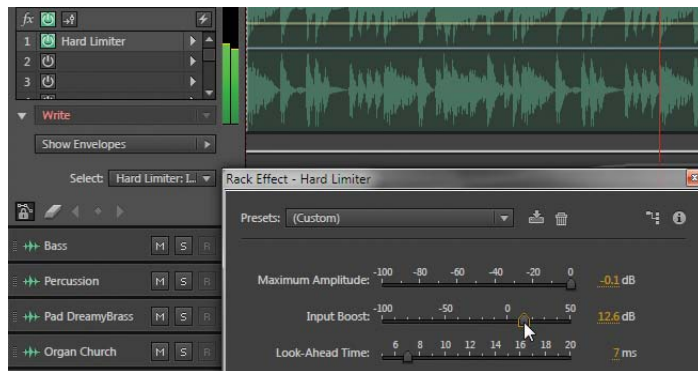 fx
1 Hard Limiter
2
3
Write
Show Envelopes
Select: Hard Limiter: I...
Rack Effect - Hard Limiter
Presets: (Custom)
Bass M S R
Percussion M S R
Pad DreamyBrass M S R
Organ Church M S R
Maximum Amplitude: -100 -80 -60 -40 -20 0 -0.1 dB
Input Boost: -100 -50 0 50 12.6 dB
Look-Ahead Time: 6 8 10 12 14 16 18 20 7 ms